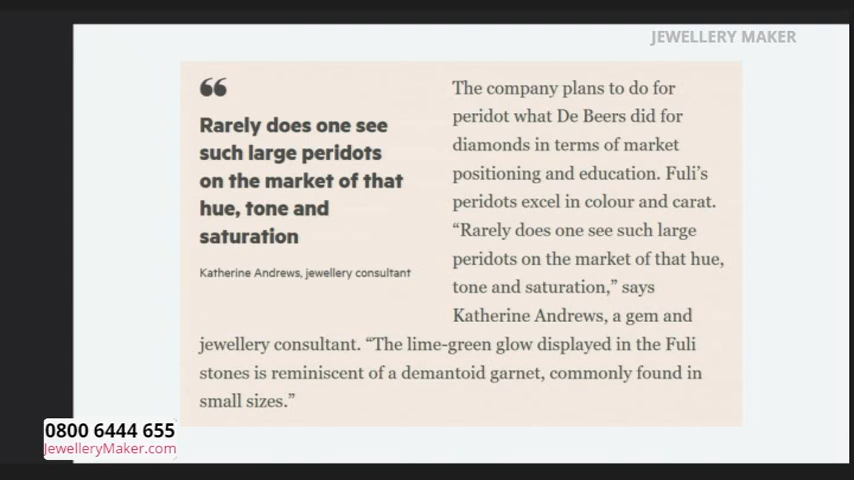 JEWELLERY MAKER
“
Rarely does one see
such large peridots
on the market of that
hue, tone and
saturation
Katherine Andrews, jewellery consultant
The company plans to do for
peridot what De Beers did for
diamonds in terms of market
positioning and education. Fuli’s
peridots excel in colour and carat.
“Rarely does one see such large
peridots on the market of that hue,
tone and saturation,” says
Katherine Andrews, a gem and
jewellery consultant. “The lime-green glow displayed in the Fuli
stones is reminiscent of a demantoid garnet, commonly found in
small sizes.”
0800 6444 655
JewelleryMaker.com